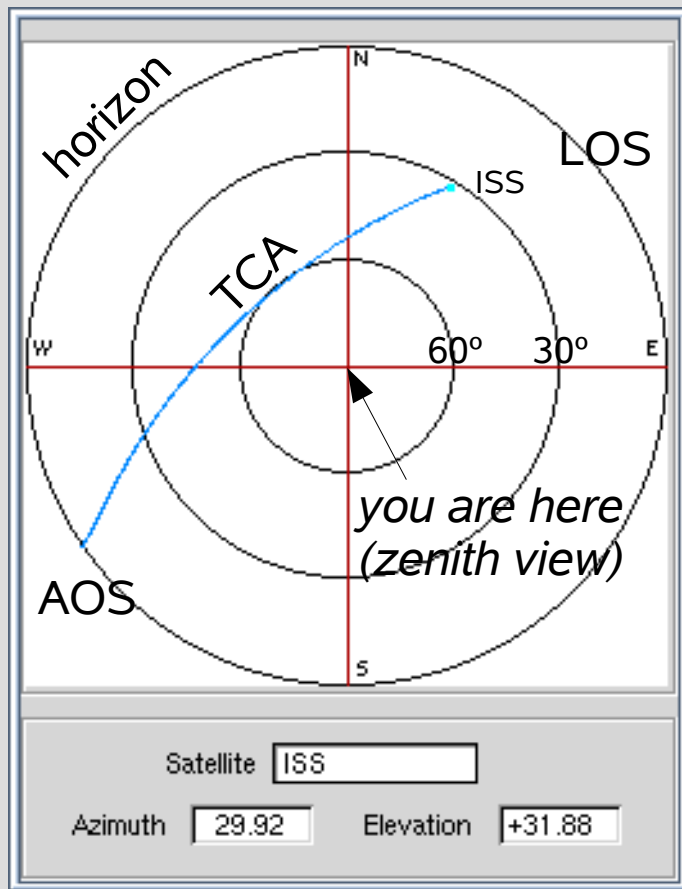 N
horizon
LOS
ISS
TCA
W
60º
30º
E
you are here
(zenith view)
AOS
S
Satellite ISS
Azimuth 29.92 Elevation +31.88